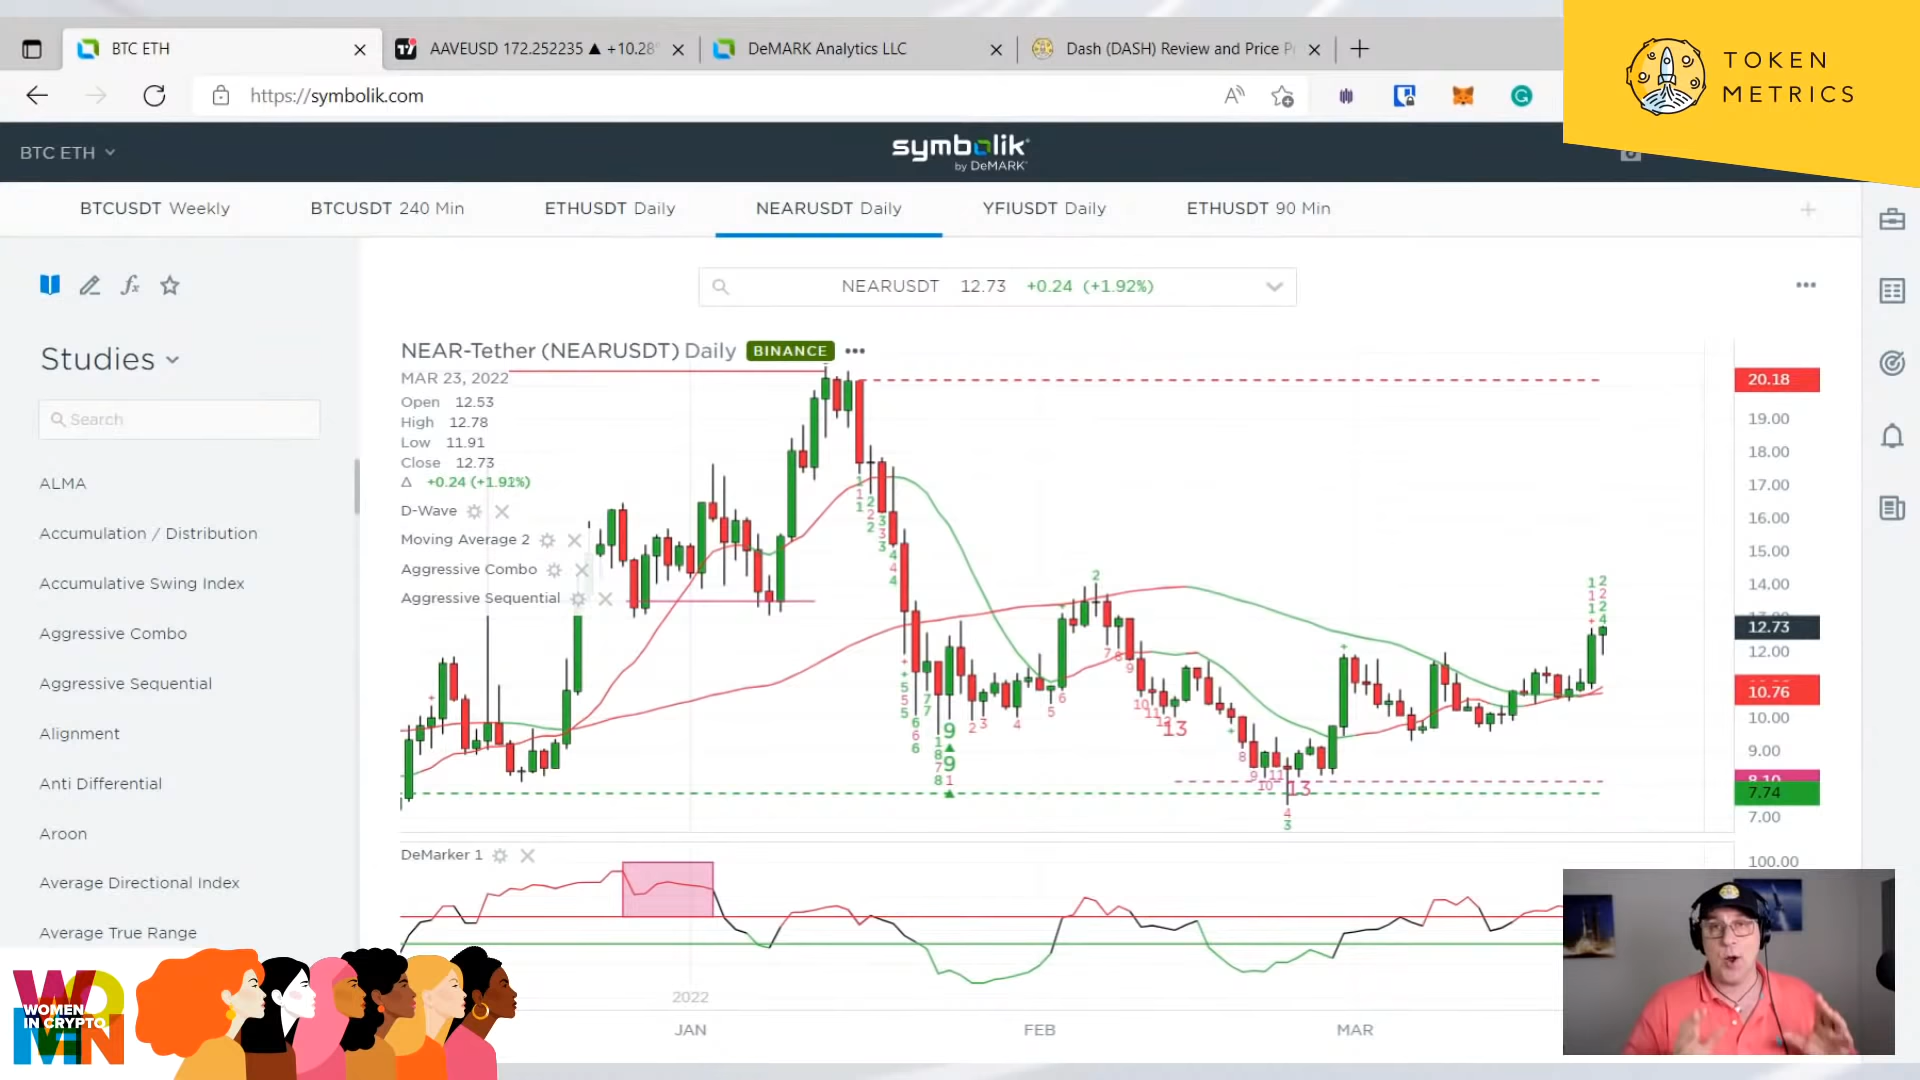 BTC ETH
AAVEUSD 172.252235 ▲ +10.28
DeMARK Analytics LLC
Dash (DASH) Review and Price P
TOKEN
METRICS
https://symbolik.com
BTC ETH
symbolik
by DeMARK
BTCUSDT Weekly
BTCUSDT 240 Min
ETHUSDT Daily
NEARUSDT Daily
YFIUSDT Daily
ETHUSDT 90 Min
NEARUSDT 12.73 +0.24 (+1.92%)
Studies
Search
ALMA
Accumulation / Distribution
Accumulative Swing Index
Aggressive Combo
Aggressive Sequential
Alignment
Anti Differential
Aroon
Average Directional Index
Average True Range
NEAR-Tether (NEARUSDT) Daily BINANCE
MAR 23, 2022
Open 12.53
High 12.78
Low 11.91
Close 12.73
Δ +0.24 (+1.91%)
D-Wave
Moving Average 2
Aggressive Combo
Aggressive Sequential
20.18
19.00
18.00
17.00
16.00
15.00
14.00
12.73
12.00
10.76
10.00
9.00
8.10
7.74
7.00
DeMarker 1
100.00
2022
JAN
FEB
MAR
WOMEN
IN CRYPTO